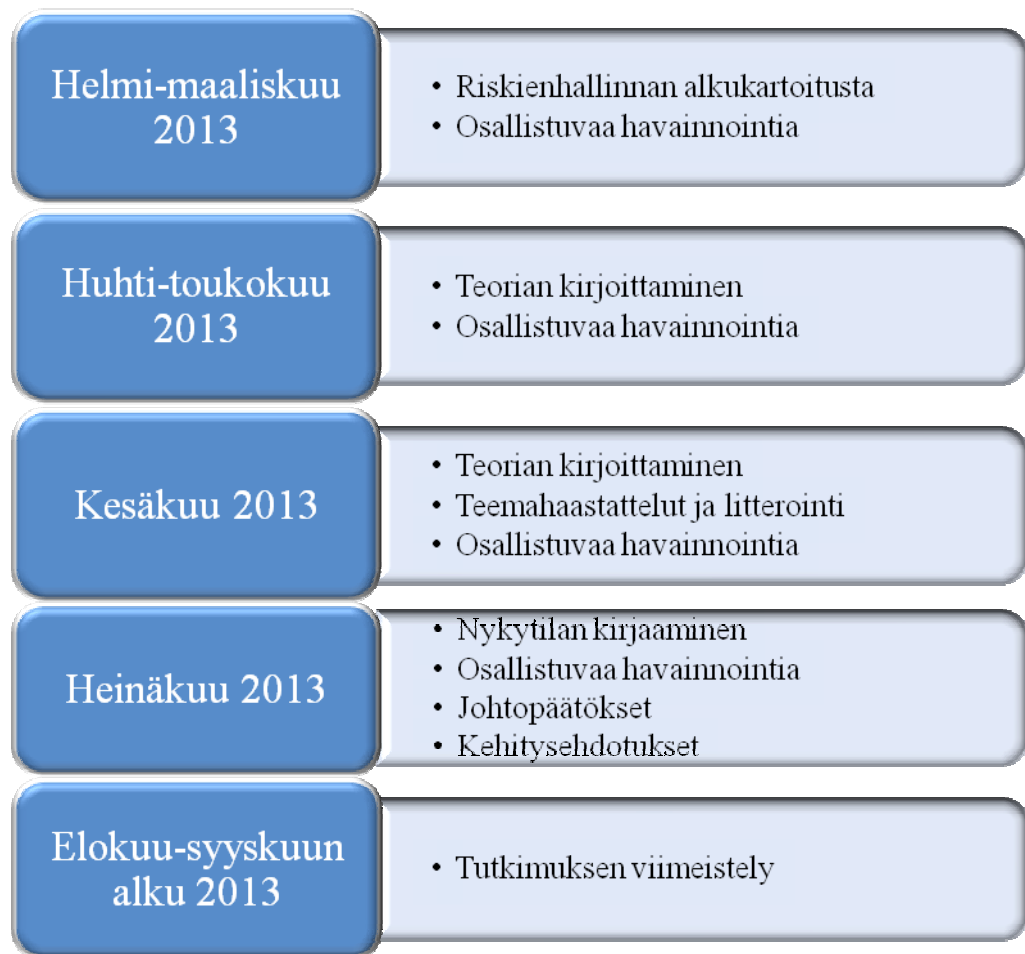 Helmi-maaliskuu
2013
• Riskienhallinnan alkukartoitusta
• Osallistuvaa havainnointia
Huhti-toukokuu
2013
• Teorian kirjoittaminen
• Osallistuvaa havainnointia
Kesäkuu 2013
• Teorian kirjoittaminen
• Teemahaastattelut ja litterointi
• Osallistuvaa havainnointia
Heinäkuu 2013
• Nykytilan kirjaaminen
• Osallistuvaa havainnointia
• Johtopäätökset
• Kehitysehdotukset
Elokuu-syyskuun
alku 2013
• Tutkimuksen viimeistely